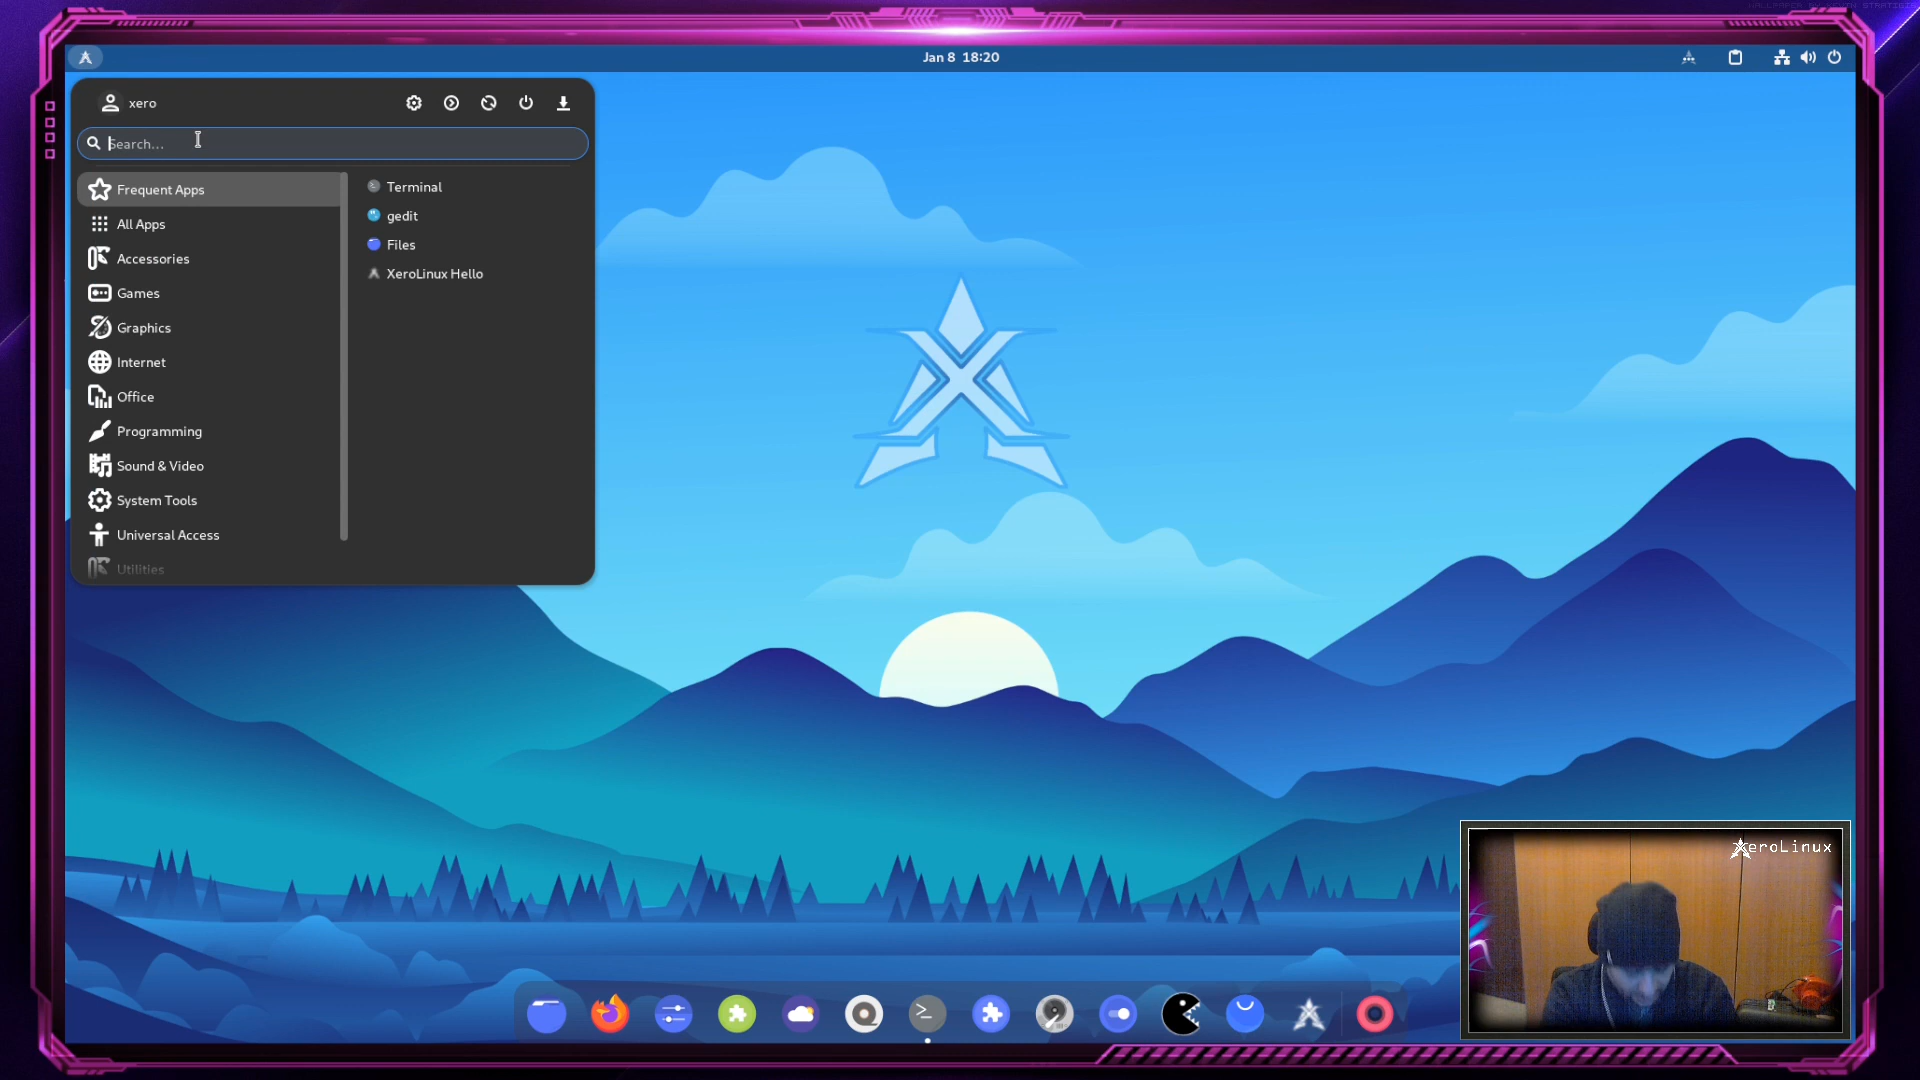 Jan 8 18:20
xero
Search...
Frequent Apps
All Apps
Accessories
Games
Graphics
Internet
Office
Programming
Sound & Video
System Tools
Universal Access
Utilities
Terminal
gedit
Files
XeroLinux Hello
XeroLinux